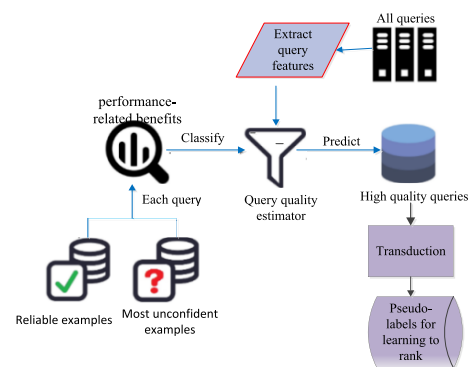 All queries
Extract
query
features
performance-
related benefits
Classify
Predict
Each query
Query quality
estimator
High quality queries
Transduction
Reliable examples
Most unconfident
examples
Pseudo-
labels for
learning to
rank